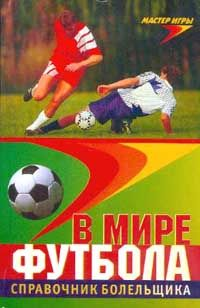 МАСТЕР ИГРЫ
В МИРЕ
ФУТБОЛА
СПРАВОЧНИК БОЛЕЛЬЩИКА